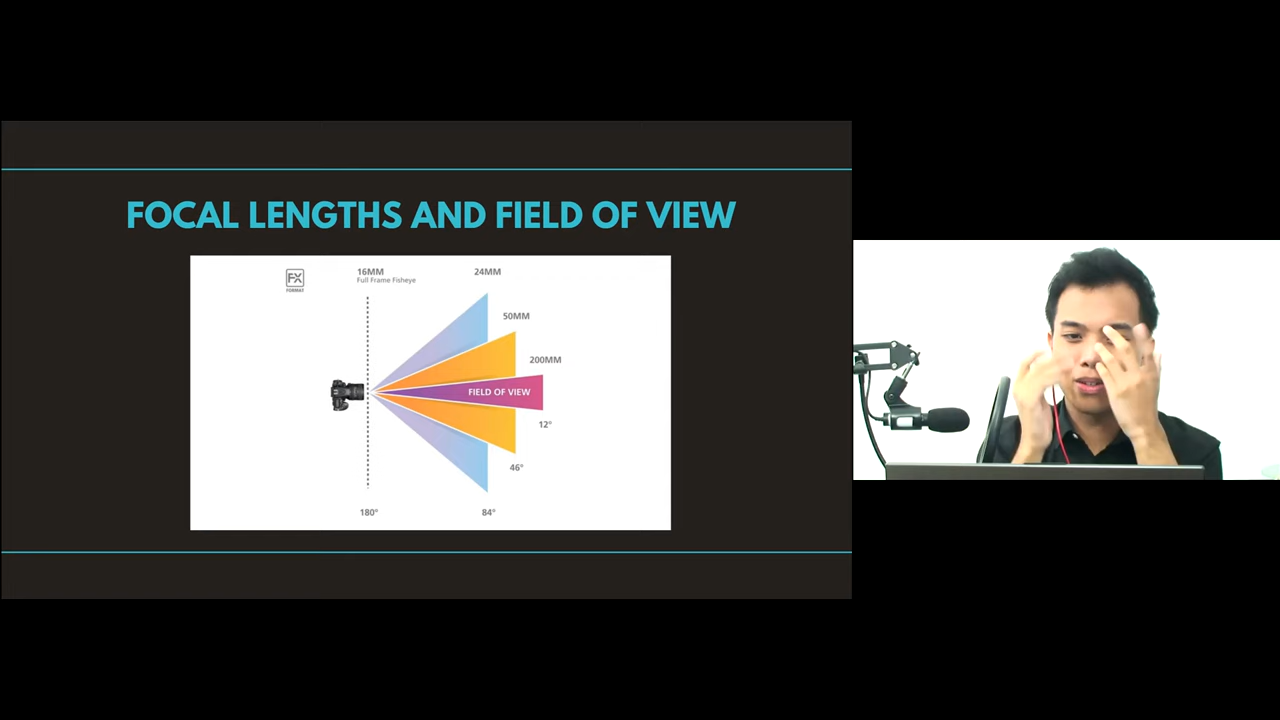 FOCAL LENGTHS AND FIELD OF VIEW
FX
FORMAT
16MM
Full Frame Fisheye
24MM
50MM
200MM
FIELD OF VIEW
12°
46°
180°
84°